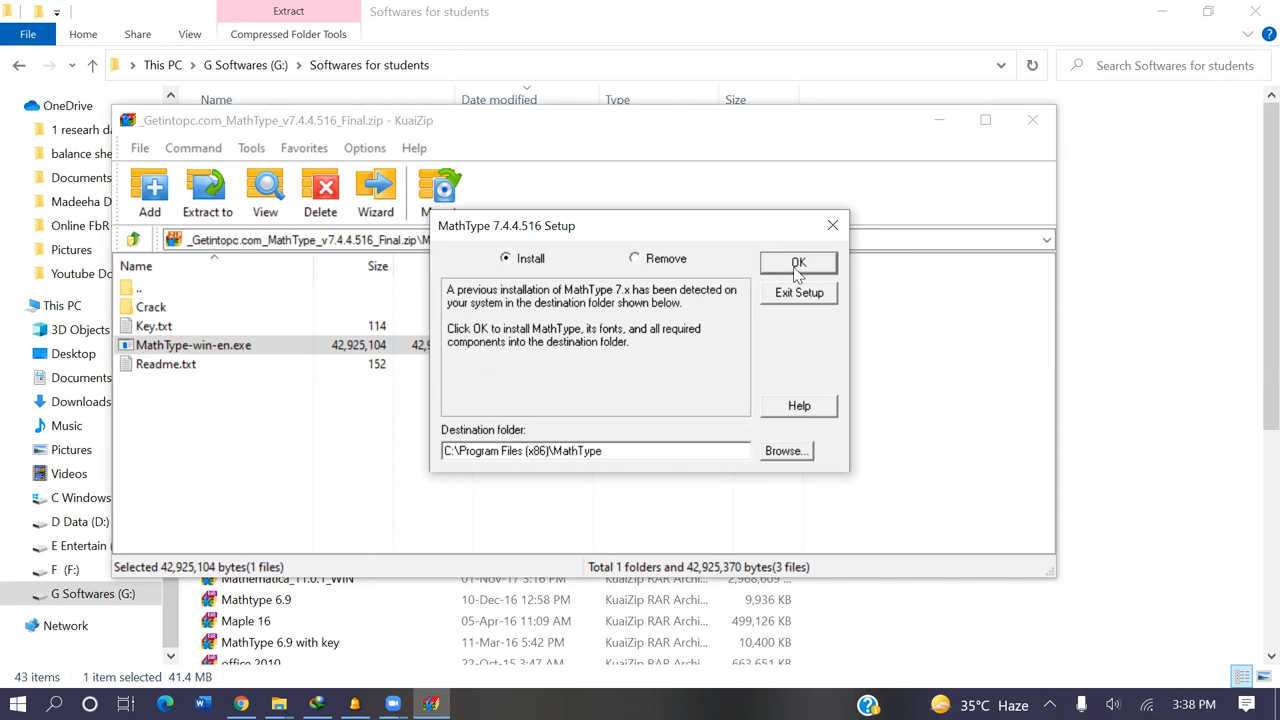 Extract
Softwares for students
File
Home
Share
View
Compressed Folder Tools
This PC
G Softwares (G:)
Softwares for students
Search Softwares for students
Name
Date modified
Type
Size
OneDrive
1 researh da
balance she
Documents
Madeeha D
Online FbR
Pictures
Youtube Do
This PC
3D Objects
Desktop
Documents
Downloads
Music
Pictures
Videos
C Windows
D Data (D:)
E Entertain (
F (F:)
G Softwares (G:)
Network
_Getintopc.com_MathType_v7.4.4.516_Final.zip - KuaiZip
File
Command
Tools
Favorites
Options
Help
Add
Extract to
View
Delete
Wizard
_Getintopc.com_MathType_v7.4.4.516_Final.zip\M
Name
Size
..
Crack
Key.txt
114
MathType-win-en.exe
42,925,104
42,9
Readme.txt
152
MathType 7.4.4.516 Setup
Install
Remove
OK
Exit Setup
A previous installation of MathType 7.x has been detected on
your system in the destination folder shown below.
Click OK to install MathType, its fonts, and all required
components into the destination folder.
Help
Destination folder:
C:\Program Files (x86)\MathType
Browse...
Selected 42,925,104 bytes(1 files)
Total 1 folders and 42,925,370 bytes(3 files)
Mathematica_11.0.1_WIN
01-Nov-17 3:16 PM
KuaiZip RAR Archi...
2,968,609 KB
Mathtype 6.9
10-Dec-16 12:58 PM
KuaiZip RAR Archi...
9,936 KB
Maple 16
05-Apr-16 11:09 AM
KuaiZip RAR Archi...
499,126 KB
MathType 6.9 with key
11-Mar-16 5:42 PM
KuaiZip RAR Archi...
10,400 KB
office 2010
22-Oct-15 3:47 AM
KuaiZip RAR Archi...
663,651 KB
43 items
1 item selected
41.4 MB
35°C Haze
3:38 PM